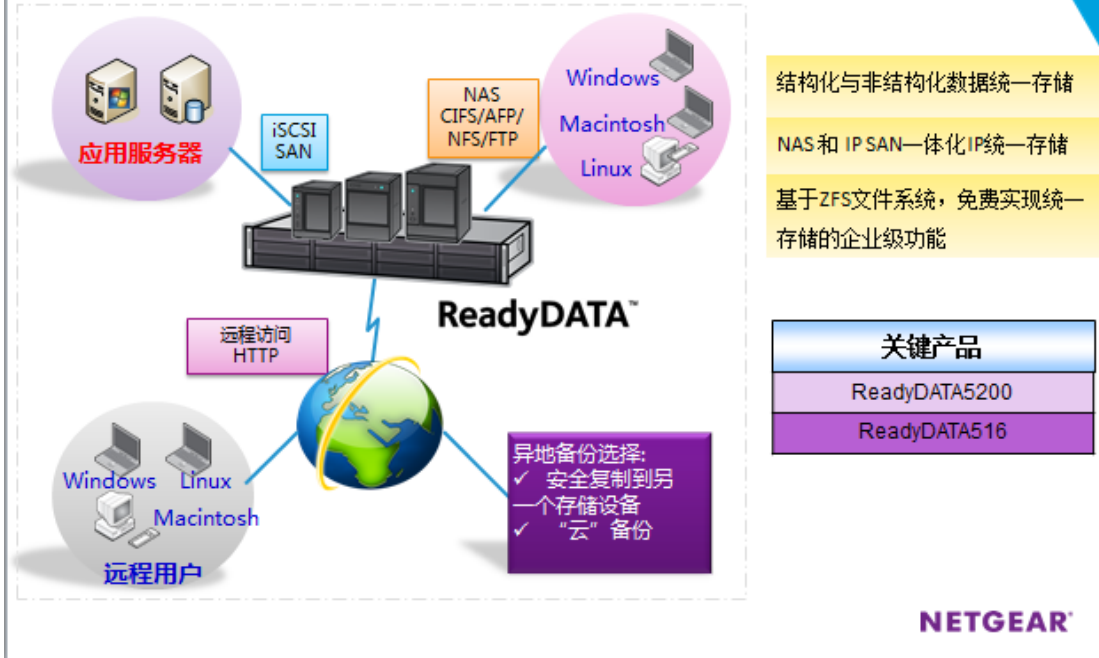 应用服务器
iSCSI
SAN
NAS
CIFS/AFP/
NFS/FTP
Windows
Macintosh
Linux
ReadyDATA™
远程访问
HTTP
Windows
Linux
Macintosh
远程用户
异地备份选择:
✓ 安全复制到另
一个存储设备
✓ “云”备份
结构化与非结构化数据统一存储
NAS和 IP SAN一体化IP统一存储
基于ZFS文件系统，免费实现统一
存储的企业级功能
关键产品
ReadyDATA5200
ReadyDATA516
NETGEAR®